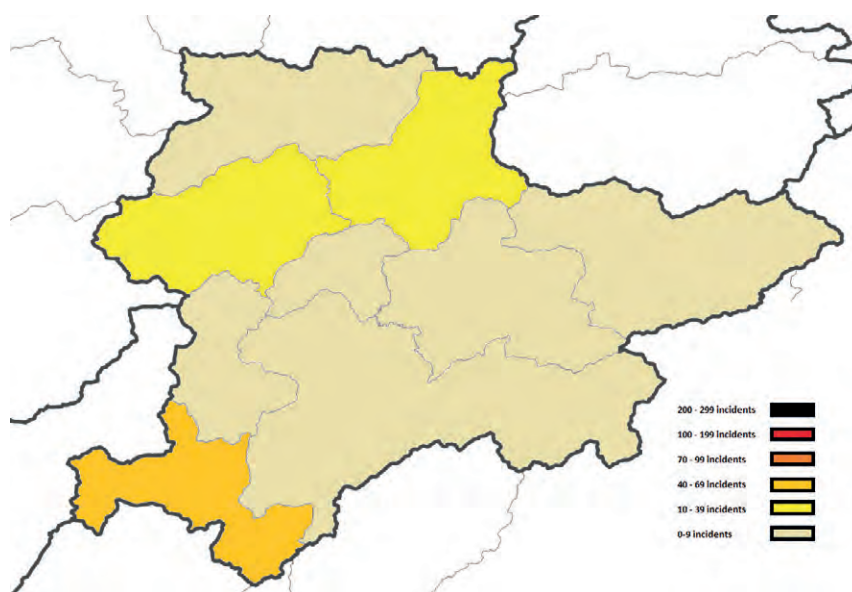 200 - 299 incidents
100 - 199 incidents
70 - 99 incidents
40 - 69 incidents
10 - 39 incidents
0-9 incidents